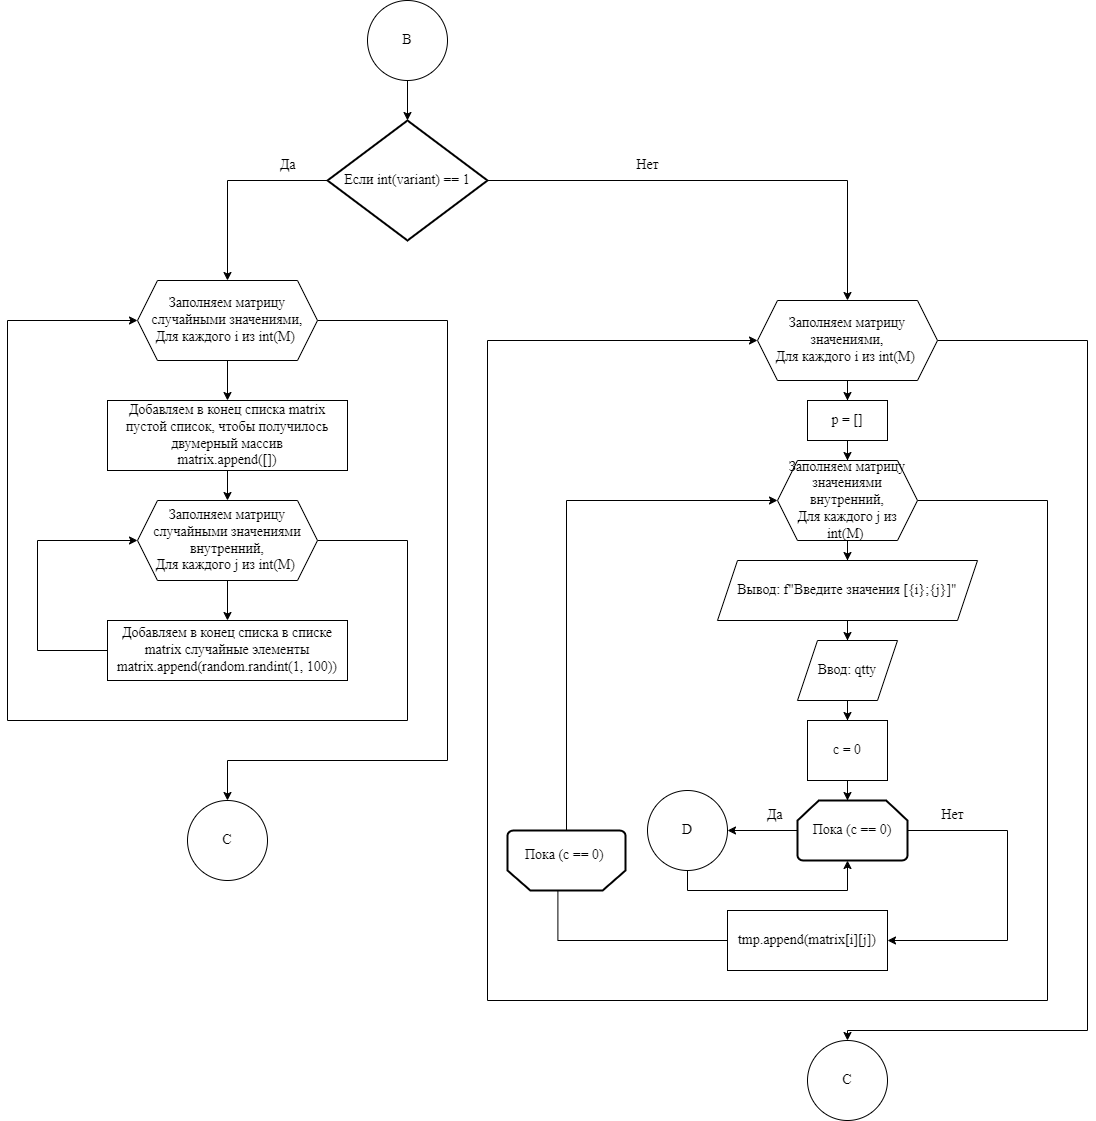 B
Да
Нет
Если int(variant) == 1
Заполняем матрицу
случайными значениями,
Для каждого i из int(M)
Добавляем в конец списка matrix
пустой список, чтобы получилось
двумерный массив
matrix.append([])
Заполняем матрицу
случайными значениями
внутренний,
Для каждого j из int(M)
Добавляем в конец списка в списке
matrix случайные элементы
matrix.append(random.randint(1, 100))
C
Заполняем матрицу
значениями,
Для каждого i из int(M)
p = []
Заполняем матрицу
значениями
внутренний,
Для каждого j из
int(M)
Вывод: f"Введите значения [{i};{j}]"
Ввод: qtty
c = 0
D
Да
Пока (c == 0)
Нет
Пока (c == 0)
tmp.append(matrix[i][j])
C